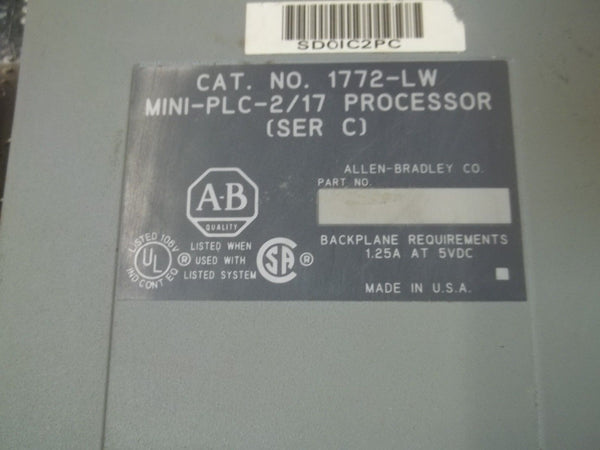 SD0IC2PC
CAT. NO. 1772-LW
MINI-PLC-2/17 PROCESSOR
(SER C)
ALLEN-BRADLEY CO.
PART NO.
A-B
QUALITY
BACKPLANE REQUIREMENTS
1.25A AT 5VDC
LISTED 106V
UL ®
IND CONT EQ
LISTED WHEN
USED WITH
LISTED SYSTEM
SA ®
MADE IN U.S.A.